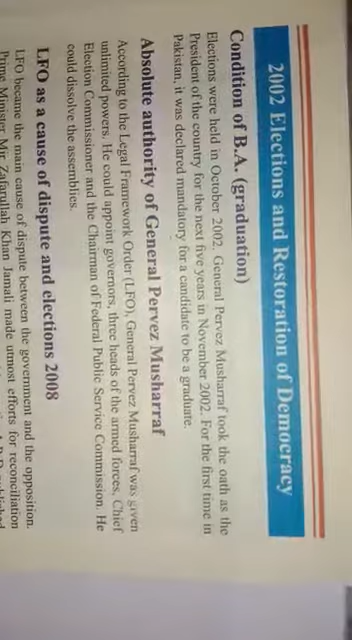 2002 Elections and Restoration of Democracy
Condition of B.A. (graduation)
Elections were held in October 2002. General Pervez Musharraf took the oath as the
President of the country for the next five years in November 2002. For the first time in
Pakistan, it was declared mandatory for a candidate to be a graduate.
Absolute authority of General Pervez Musharraf
According to the Legal Framework Order (LFO), General Pervez Musharraf was given
unlimited powers. He could appoint governors, three heads of the armed forces, Chief
Election Commissioner and the Chairman of Federal Public Service Commission. He
could dissolve the assemblies.
LFO as a cause of dispute and elections 2008
LFO became the main cause of dispute between the government and the opposition.
Prime Minister Mir Zafarullah Khan Jamali made utmost efforts for reconciliation